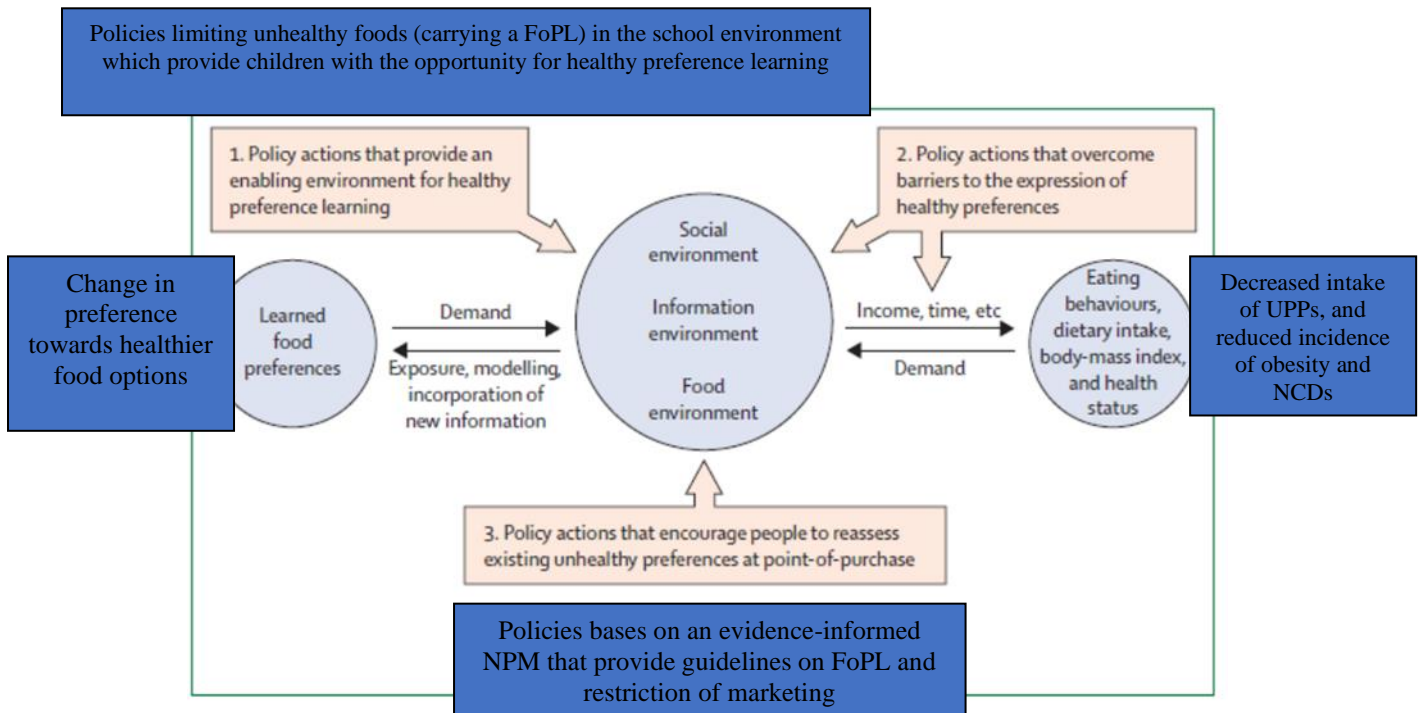 Policies limiting unhealthy foods (carrying a FoPL) in the school environment
which provide children with the opportunity for healthy preference learning
1. Policy actions that provide an
enabling environment for healthy
preference learning
2. Policy actions that overcome
barriers to the expression of
healthy preferences
Change in
preference
towards healthier
food options
Learned
food
preferences
Demand
Exposure, modelling,
incorporation of
new information
Social
environment
Information
environment
Food
environment
Income, time, etc
Demand
Eating
behaviours,
dietary intake,
body-mass index,
and health
status
Decreased intake
of UPPs, and
reduced incidence
of obesity and
NCDs
3. Policy actions that encourage people to reassess
existing unhealthy preferences at point-of-purchase
Policies bases on an evidence-informed
NPM that provide guidelines on FoPL and
restriction of marketing